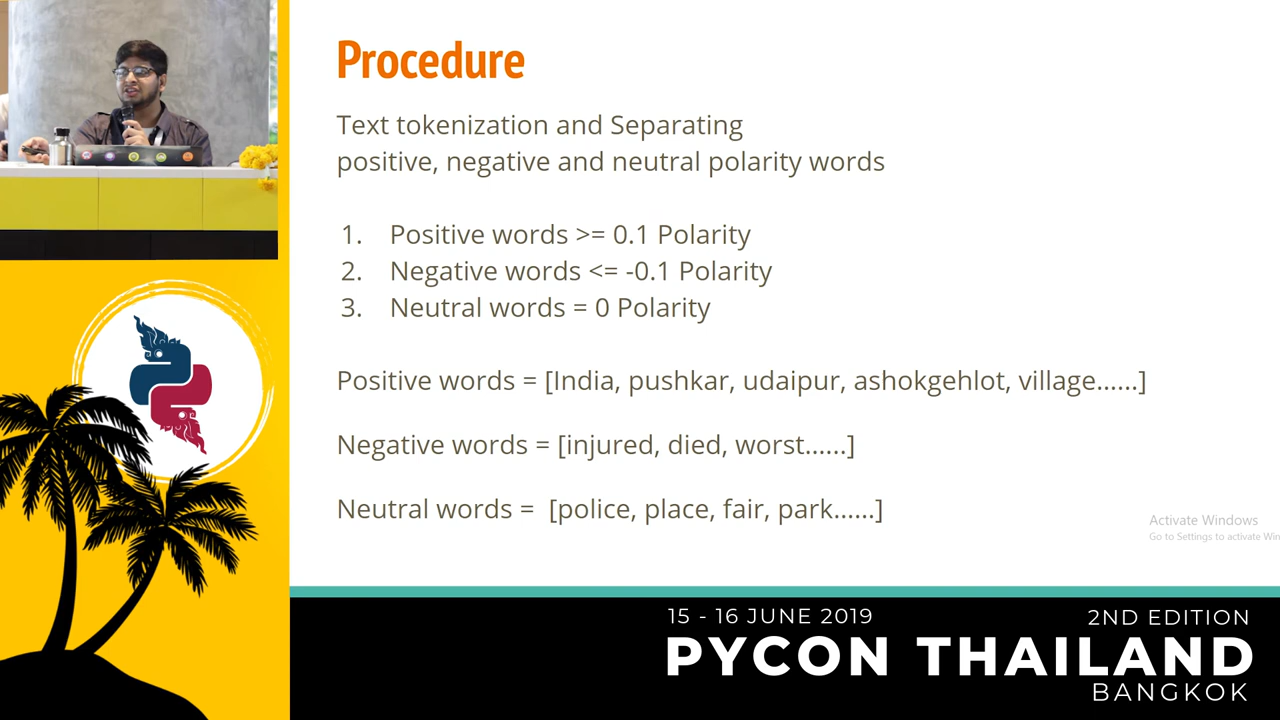 Procedure
Text tokenization and Separating
positive, negative and neutral polarity words
1. Positive words >= 0.1 Polarity
2. Negative words <= -0.1 Polarity
3. Neutral words = 0 Polarity
Positive words = [India, pushkar, udaipur, ashokgehlot, village......]
Negative words = [injured, died, worst......]
Neutral words = [police, place, fair, park......]
Activate Windows
Go to Settings to activate Win
15 - 16 JUNE 2019
2ND EDITION
PYCON THAILAND
BANGKOK